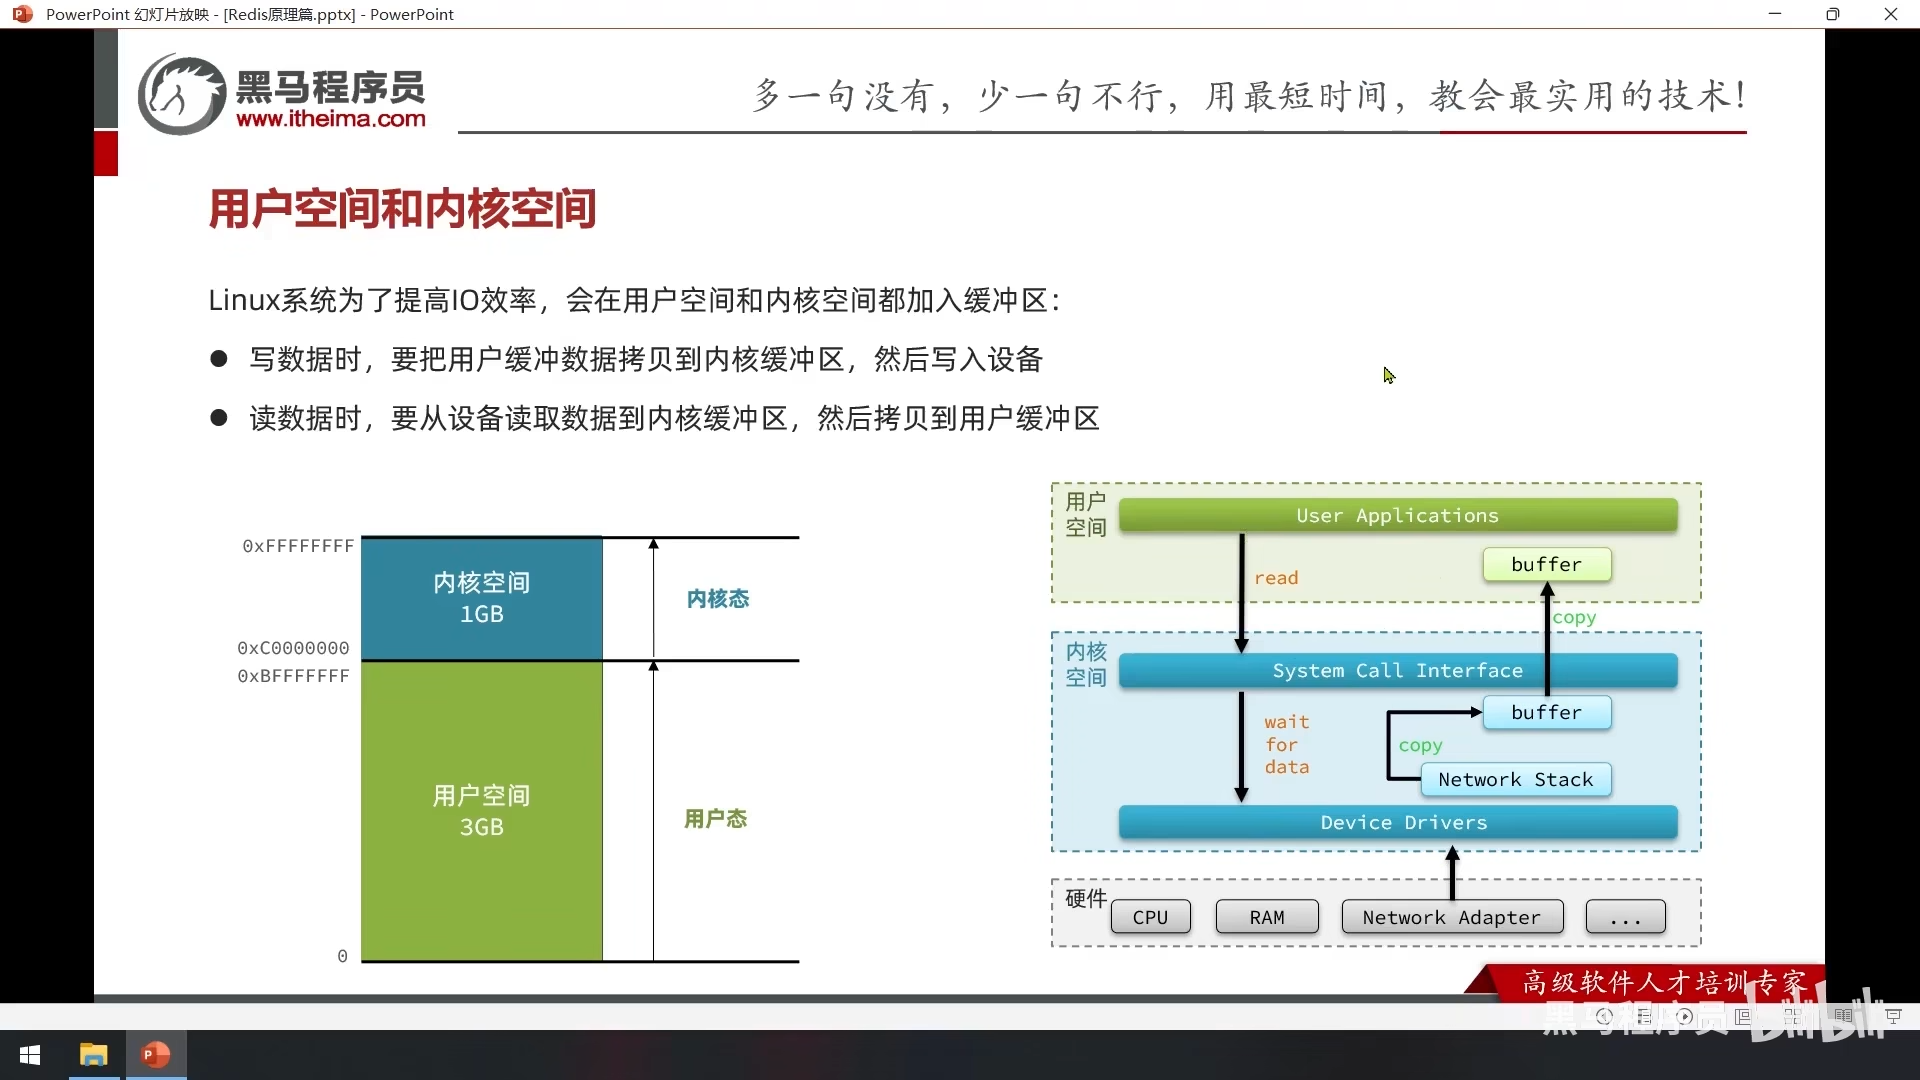 PowerPoint 幻灯片放映 - [Redis原理篇.pptx] - PowerPoint
黑马程序员
www.itheima.com
多一句没有，少一句不行，用最短时间，教会最实用的技术！
用户空间和内核空间
Linux系统为了提高IO效率，会在用户空间和内核空间都加入缓冲区：
● 写数据时，要把用户缓冲数据拷贝到内核缓冲区，然后写入设备
● 读数据时，要从设备读取数据到内核缓冲区，然后拷贝到用户缓冲区
0xFFFFFFFF
内核空间
1GB
内核态
0xC0000000
0xBFFFFFFF
用户空间
3GB
用户态
0
用户
空间
User Applications
buffer
read
copy
内核
空间
System Call Interface
buffer
wait
for
data
copy
Network Stack
Device Drivers
硬件
CPU
RAM
Network Adapter
...
高级软件人才培训专家
黑马程序员
bilibili